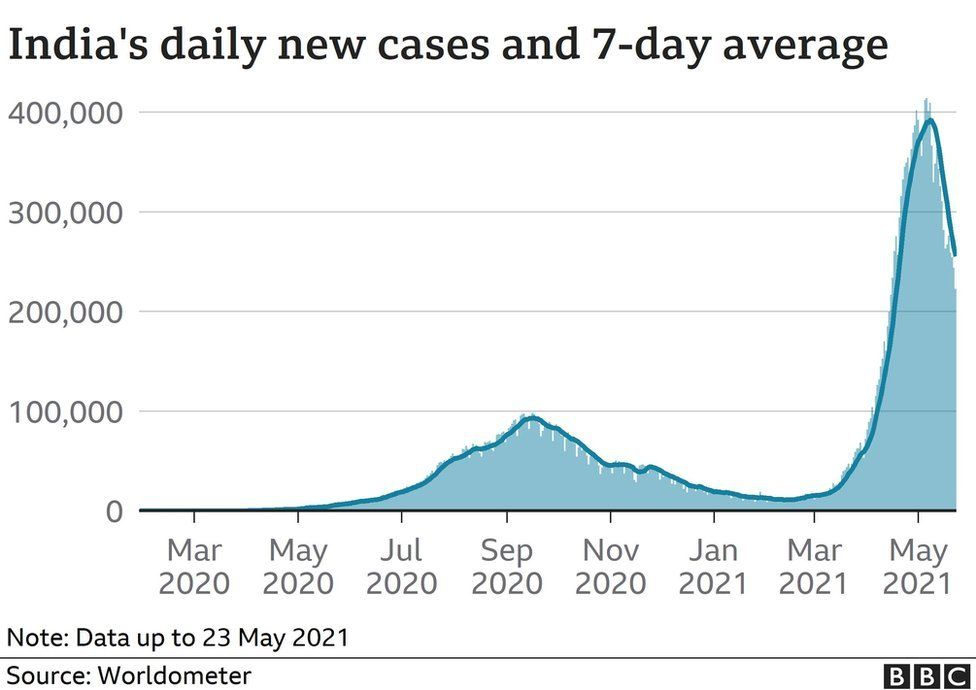 India's daily new cases and 7-day average
400,000
300,000
200,000
100,000
0
Mar May Jul Sep Nov Jan Mar May
2020 2020 2020 2020 2020 2021 2021 2021
Note: Data up to 23 May 2021
Source: Worldometer
BBC